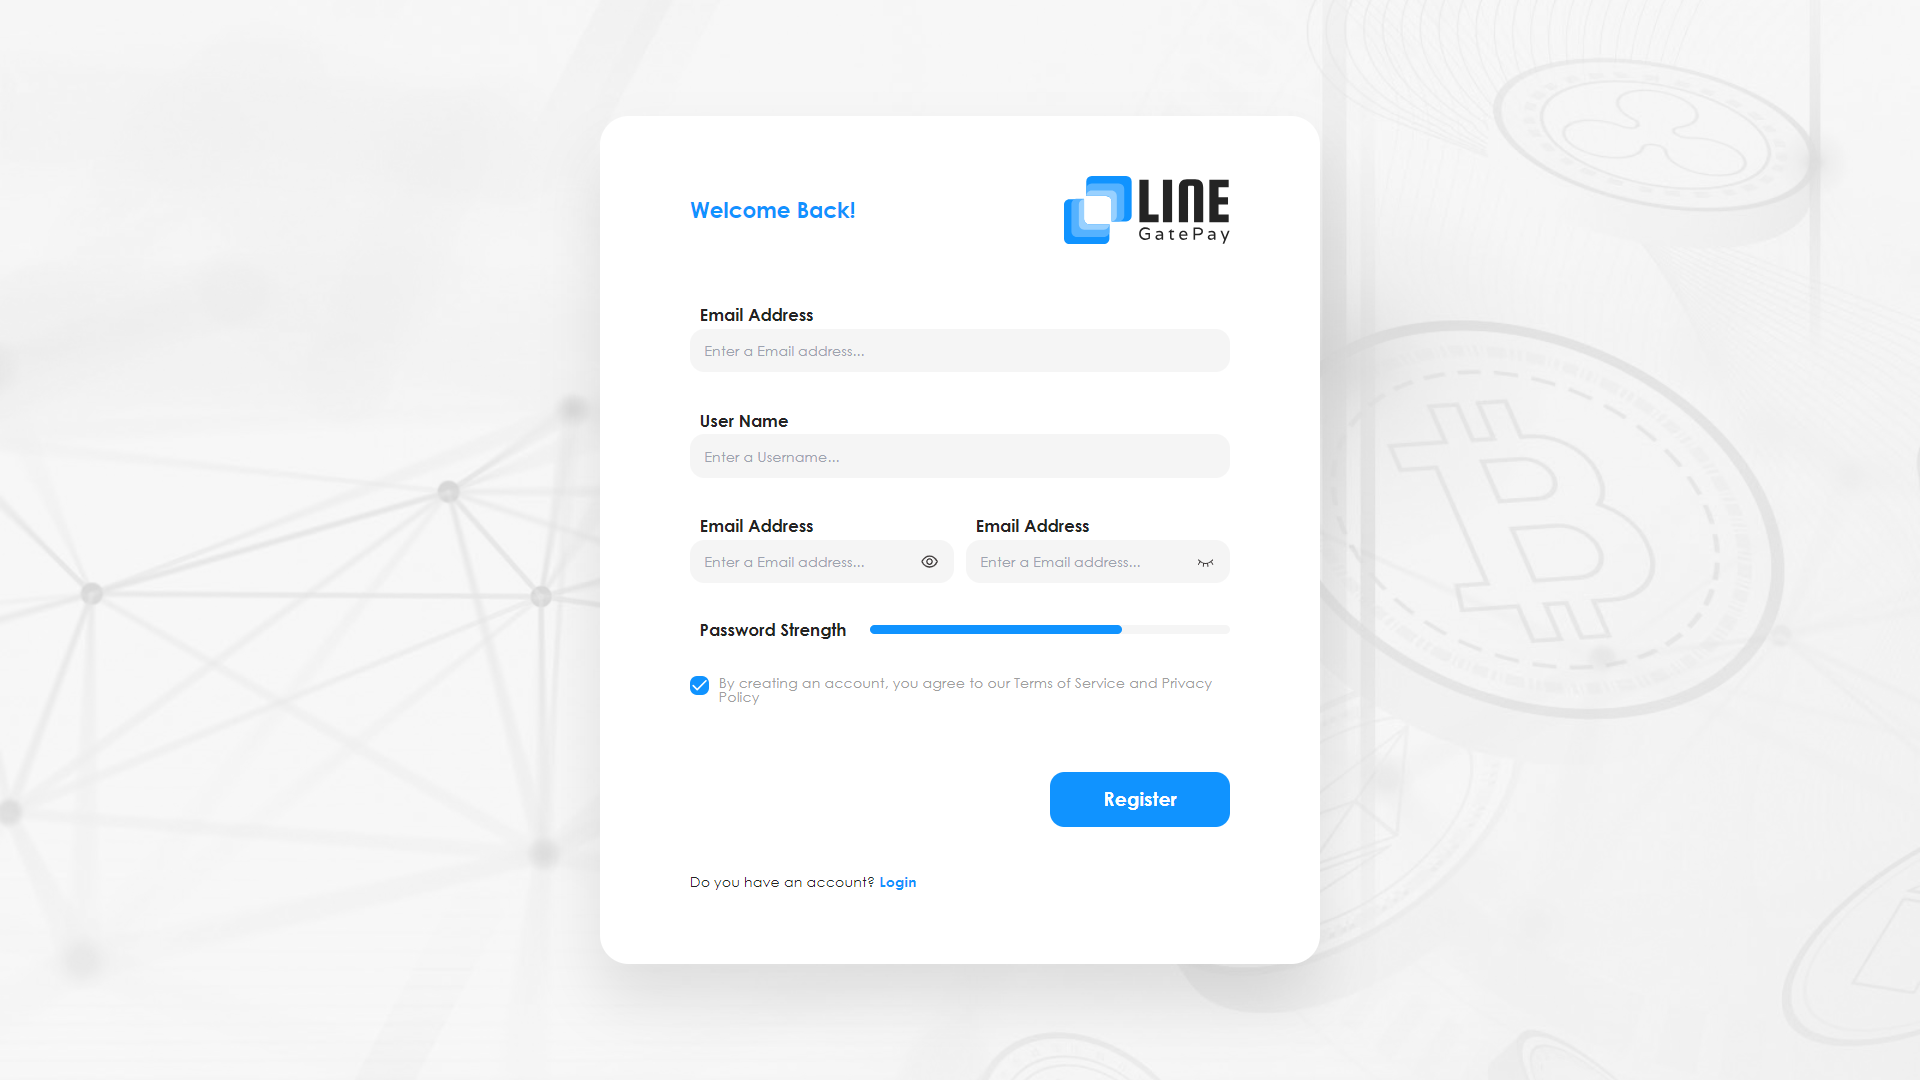 Welcome Back!
LINE
GatePay
Email Address
Enter a Email address...
User Name
Enter a Username...
Email Address
Email Address
Enter a Email address...
Enter a Email address...
Password Strength
By creating an account, you agree to our Terms of Service and Privacy
Policy
Register
Do you have an account? Login